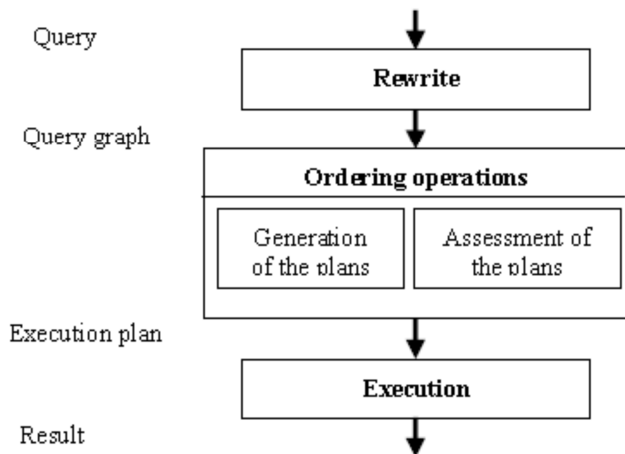 Query
Rewrite
Query graph
Ordering operations
Generation
of the plans
Assessment of
the plans
Execution plan
Execution
Result